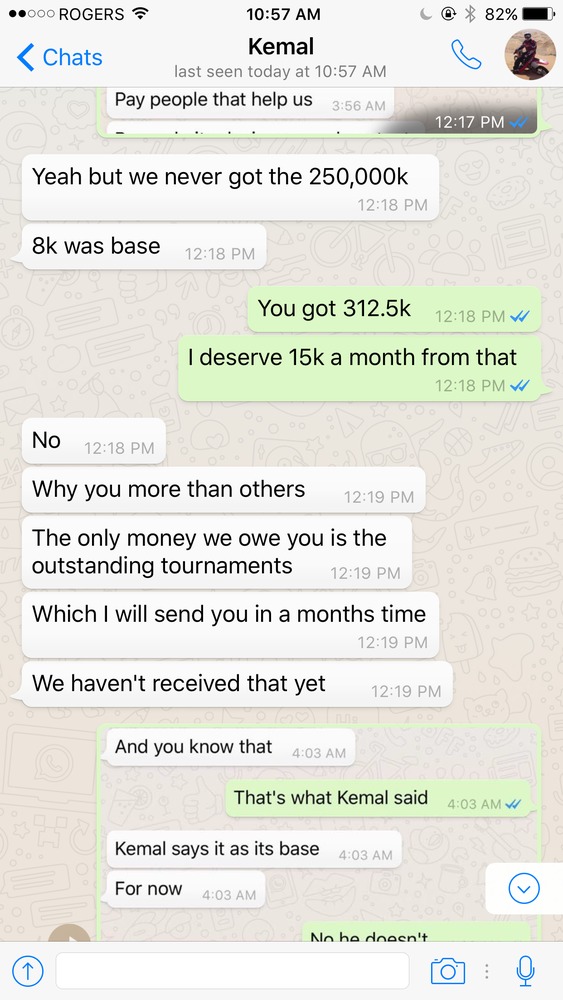 ROGERS 10:57 AM 82%
Chats Kemal
last seen today at 10:57 AM
Pay people that help us 3:56 AM
12:17 PM
Yeah but we never got the 250,000k
12:18 PM
8k was base 12:18 PM
You got 312.5k 12:18 PM
I deserve 15k a month from that
12:18 PM
No 12:18 PM
Why you more than others 12:19 PM
The only money we owe you is the
outstanding tournaments 12:19 PM
Which I will send you in a months time
12:19 PM
We haven't received that yet 12:19 PM
And you know that 4:03 AM
That's what Kemal said 4:03 AM
Kemal says it as its base 4:03 AM
For now 4:03 AM
No he doesn't